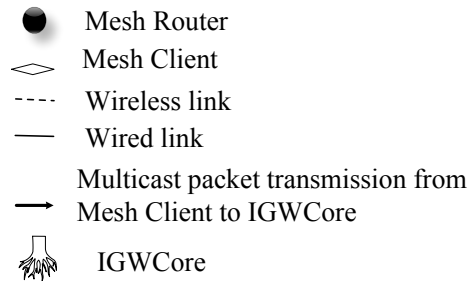 Mesh Router
Mesh Client
Wireless link
Wired link
Multicast packet transmission from
Mesh Client to IGWCore
IGWCore